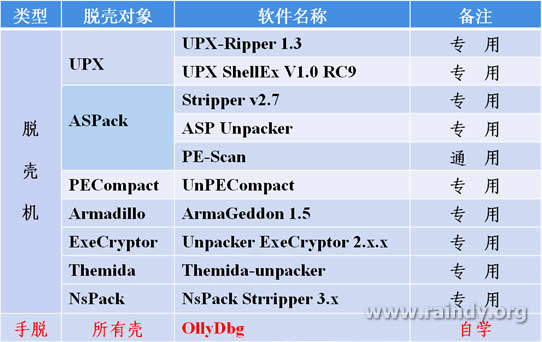 类型 脱壳对象 软件名称 备注
脱壳机 UPX UPX-Ripper 1.3 专 用
UPX ShellEx V1.0 RC9 专 用
ASPack Stripper v2.7 专 用
ASP Unpacker 专 用
PE-Scan 通 用
PECompact UnPECompact 专 用
Armadillo ArmaGeddon 1.5 专 用
ExeCryptor Unpacker ExeCryptor 2.x.x 专 用
Themida Themida-unpacker 专 用
NsPack NsPack Strripper 3.x 专 用
www.raindy.org
手脱 所有壳 OllyDbg 自学